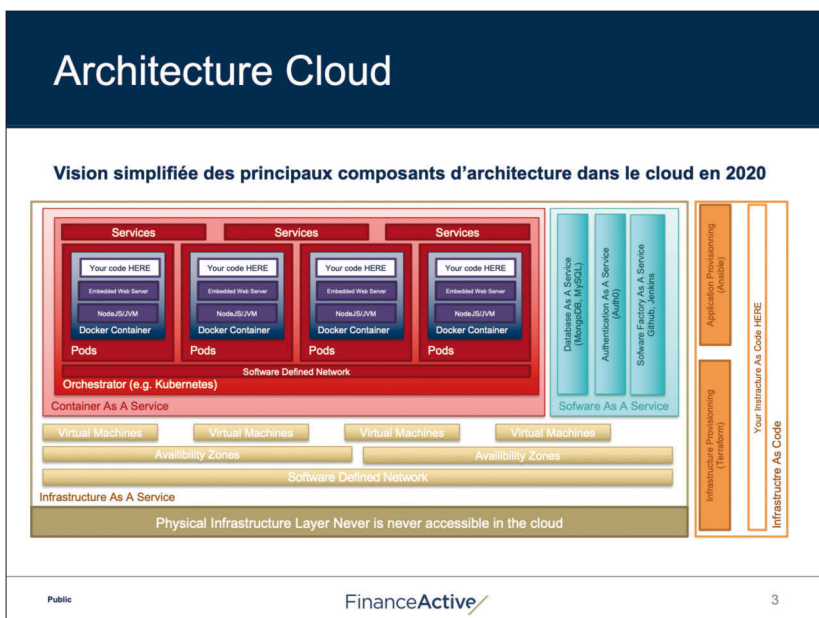 Architecture Cloud
Vision simplifiée des principaux composants d'architecture dans le cloud en 2020
Services
Services
Services
Your code HERE
Embedded Web Server
NodeJS/JVM
Docker Container
Pods
Your code HERE
Embedded Web Server
NodeJS/JVM
Docker Container
Pods
Your code HERE
Embedded Web Server
NodeJS/JVM
Docker Container
Pods
Your code HERE
Embedded Web Server
NodeJS/JVM
Docker Container
Pods
Software Defined Network
Orchestrator (e.g. Kubernetes)
Container As A Service
Database As A Service
(MongoDB, MySQL)
Authentication As A Service
(Auth0)
Sofware Factory As A Service
Github, Jenkins
Sofware As A Service
Virtual Machines
Virtual Machines
Virtual Machines
Virtual Machines
Availibility Zones
Availibility Zones
Software Defined Network
Infrastructure As A Service
Physical Infrastructure Layer Never is never accessible in the cloud
Application Provisionning
(Ansible)
Infrastructure Provisionning
(Terraform)
Your Instracture As Code HERE
Infrastructre As Code
Public
FinanceActive
3